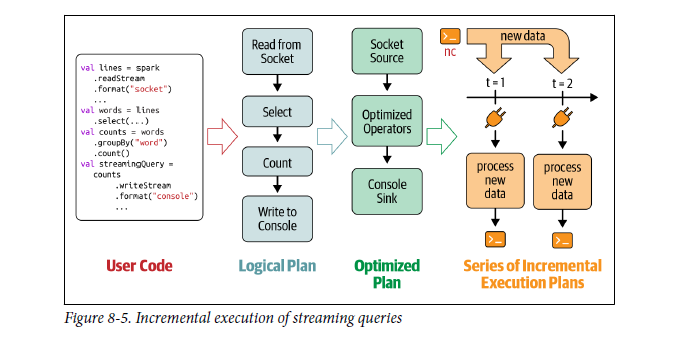 val lines = spark
.readStream
.format("socket")
...
val words = lines
.select(...)
val counts = words
.groupBy("word")
.count()
val streamingQuery =
counts
.writeStream
.format("console")
...
User Code
Read from
Socket
Select
Count
Write to
Console
Logical Plan
Socket
Source
Optimized
Operators
Console
Sink
Optimized
Plan
>_
nc
new data
t = 1
t = 2
process
new
data
process
new
data
>_
>_
Series of Incremental
Execution Plans
Figure 8-5. Incremental execution of streaming queries